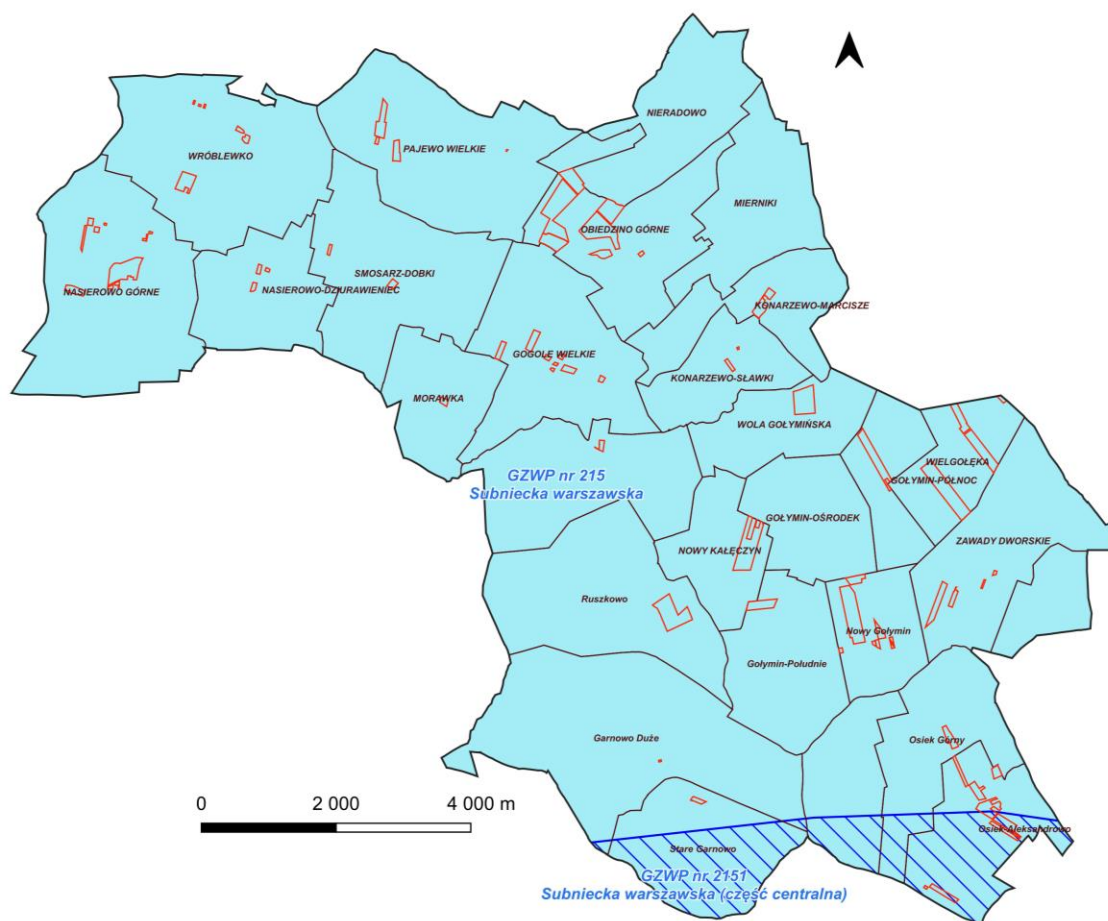 NIERADOWO
PAJEWO WIELKIE
WRÓBLEWKO
MIERNIKI
OBIEDZINO GÓRNE
SMOSARZ-DOBKI
NASIEROWO GÓRNE
NASIEROWO-DZIURAWIENIEC
KONARZEWO-MARCISZE
GOGOLE WIELKIE
KONARZEWO-SŁAWKI
MORAWKA
WOLA GOŁYMIŃSKA
WIELGOŁĘKA
GOŁYMIN-PÓŁNOC
GZWP nr 215
Subniecka warszawska
GOŁYMIN-OŚRODEK
ZAWADY DWORSKIE
NOWY KAŁĘCZYN
Ruszkowo
Nowy Gołymin
Gołymin-Południe
Garnowo Duże
Osiek Górny
0 2 000 4 000 m
Osiek-Aleksandrowo
Stare Garnowo
GZWP nr 2151
Subniecka warszawska (część centralna)